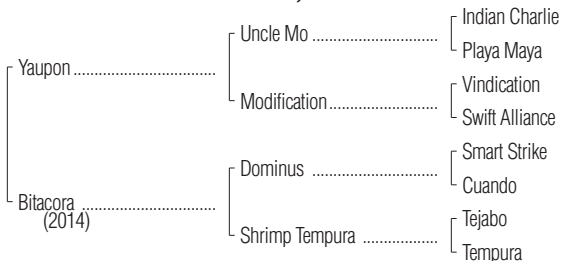 Indian Charlie
Uncle Mo ..............................
Playa Maya
Yaupon ..................................
Vindication
Modification..........................
Swift Alliance
Smart Strike
Dominus ..............................
Cuando
Bitacora ................................
(2014)
Tejabo
Shrimp Tempura ..................
Tempura